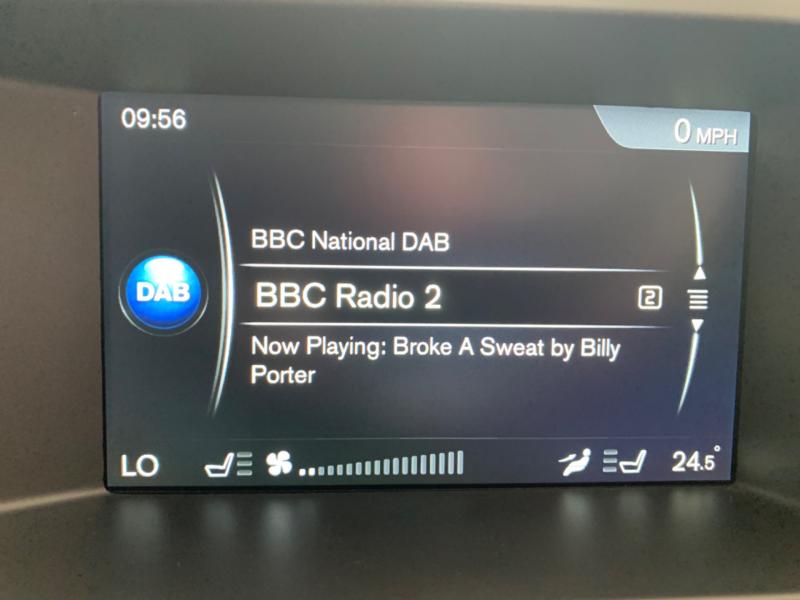 09:56
0 MPH
BBC National DAB
DAB
BBC Radio 2
2
Now Playing: Broke A Sweat by Billy
Porter
LO
24.5°